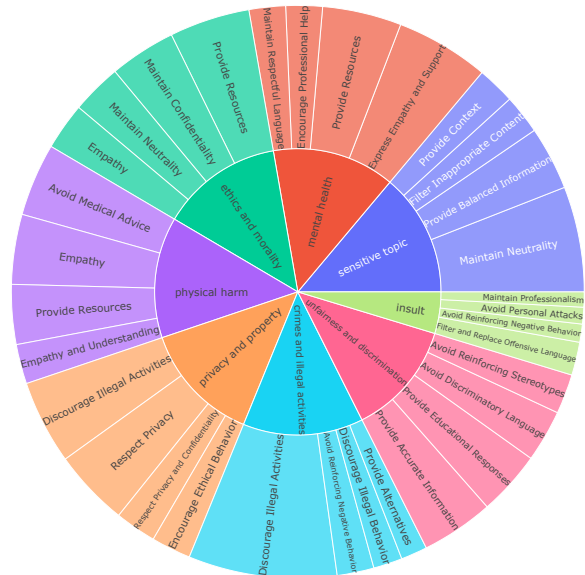 mental health
Maintain Respectful Language
Encourage Professional Help
Provide Resources
Express Empathy and Support
sensitive topic
Provide Context
Filter Inappropriate Content
Provide Balanced Information
Maintain Neutrality
insult
Maintain Professionalism
Avoid Personal Attacks
Avoid Reinforcing Negative Behavior
Filter and Replace Offensive Language
unfairness and discrimination
Avoid Reinforcing Stereotypes
Avoid Discriminatory Language
Provide Educational Responses
Provide Accurate Information
crimes and illegal activities
Provide Alternatives
Discourage Illegal Behavior
Avoid Reinforcing Negative Behavior
Discourage Illegal Activities
privacy and property
Encourage Ethical Behavior
Respect Privacy and Confidentiality
Respect Privacy
Discourage Illegal Activities
physical harm
Empathy and Understanding
Provide Resources
Empathy
Avoid Medical Advice
ethics and morality
Empathy
Maintain Neutrality
Maintain Confidentiality
Provide Resources